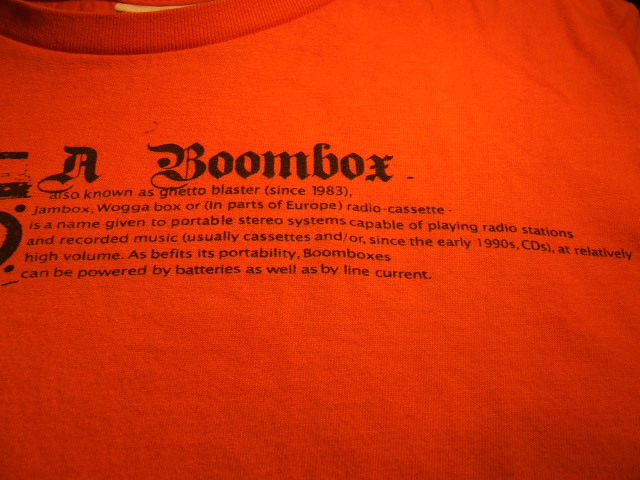 A Boombox -
also known as ghetto blaster (since 1983),
Jambox, Wogga box or (in parts of Europe) radio-cassette -
is a name given to portable stereo systems capable of playing radio stations
and recorded music (usually cassettes and/or, since the early 1990s, CDs), at relatively
high volume. As befits its portability, Boomboxes
can be powered by batteries as well as by line current.